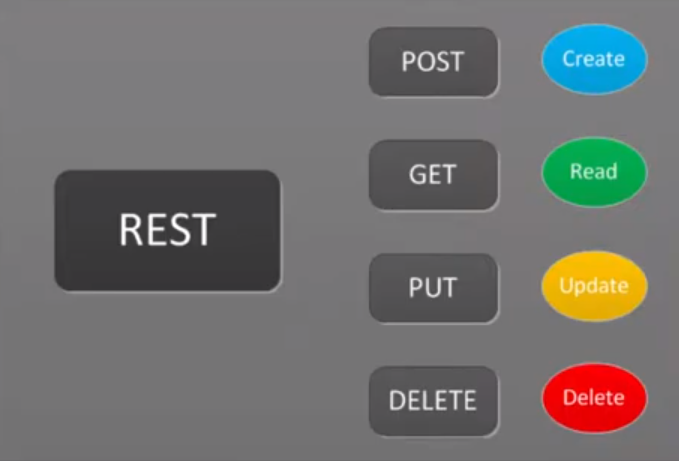 REST
POST
Create
GET
Read
PUT
Update
DELETE
Delete